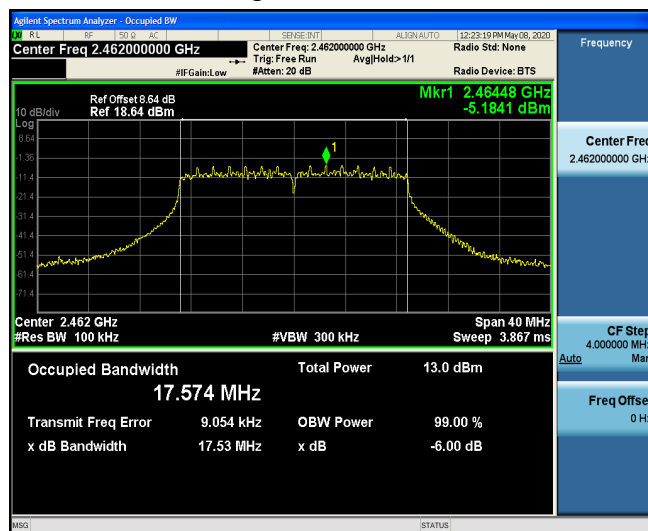 Agilent Spectrum Analyzer - Occupied BW
RL RF 50 Ω AC SENSE:INT ALIGN AUTO 12:23:19 PM May 08, 2020
Center Freq 2.462000000 GHz
Center Freq: 2.462000000 GHz
Radio Std: None
Trig: Free Run Avg|Hold:>1/1
#IFGain:Low #Atten: 20 dB Radio Device: BTS
Frequency
Mkr1 2.46448 GHz
-5.1841 dBm
Ref Offset 8.64 dB
10 dB/div Ref 18.64 dBm
Log
8.64
-1.36
-11.4
-21.4
-31.4
-41.4
-51.4
-61.4
-71.4
1
Center 2.462 GHz Span 40 MHz
#Res BW 100 kHz #VBW 300 kHz Sweep 3.867 ms
Occupied Bandwidth Total Power 13.0 dBm
17.574 MHz
Transmit Freq Error 9.054 kHz OBW Power 99.00 %
x dB Bandwidth 17.53 MHz x dB -6.00 dB
Center Freq
2.462000000 GHz
CF Step
4.000000 MHz
Auto Man
Freq Offset
0 Hz
MSG STATUS